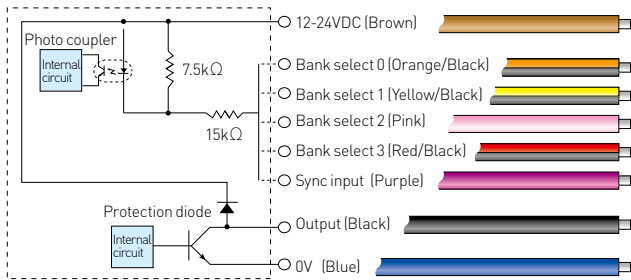 12-24VDC (Brown)
Photo coupler
Internal
circuit
7.5kΩ
Bank select 0 (Orange/Black)
Bank select 1 (Yellow/Black)
Bank select 2 (Pink)
15kΩ
Bank select 3 (Red/Black)
Sync input (Purple)
Protection diode
Output (Black)
Internal
circuit
0V (Blue)